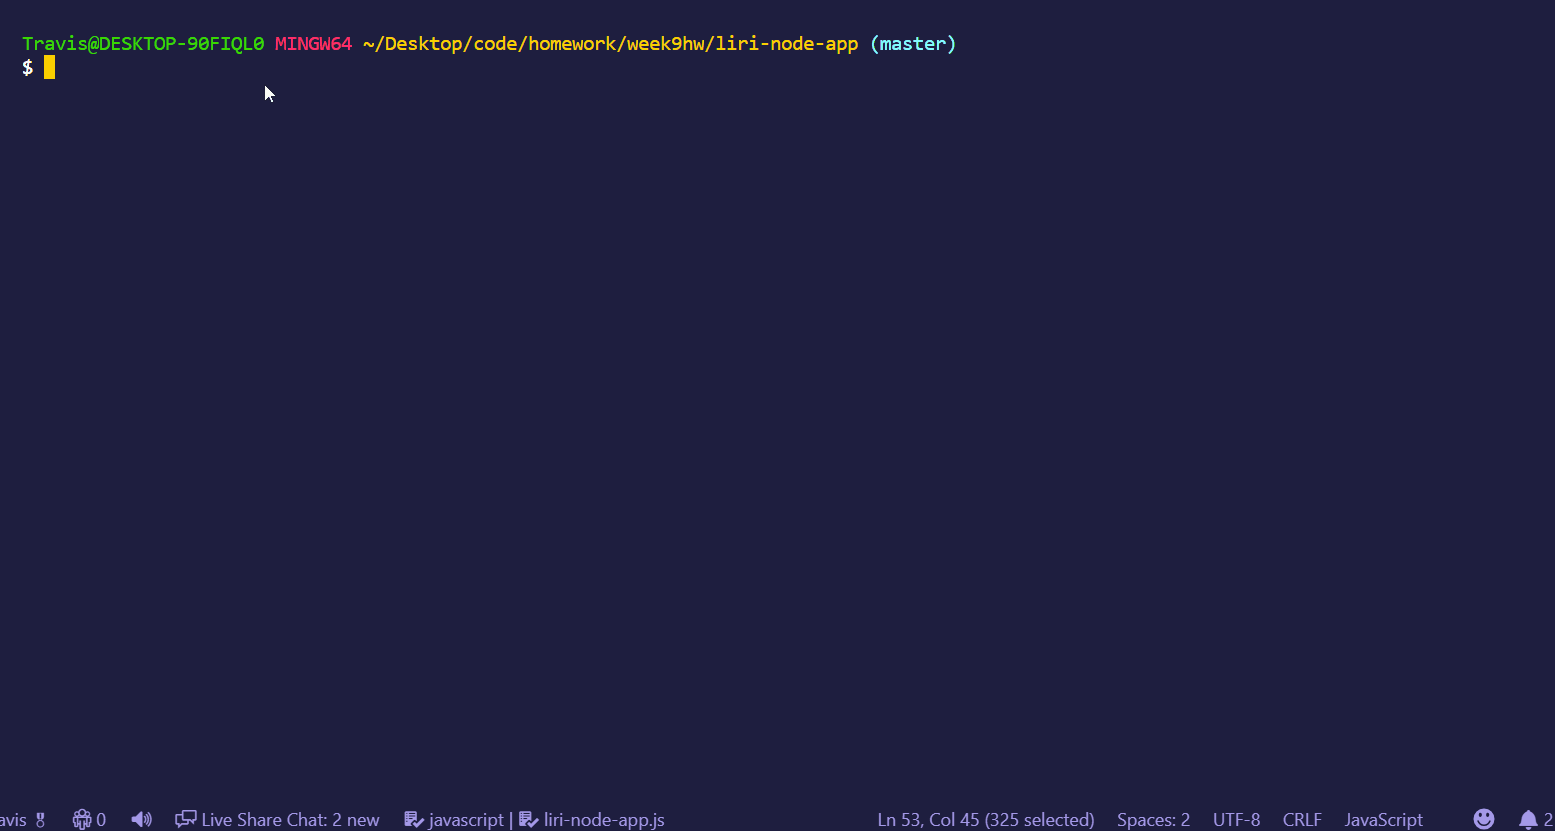 Travis@DESKTOP-90FIQL0 MINGW64 ~/Desktop/code/homework/week9hw/liri-node-app (master)
$
avis 0 Live Share Chat: 2 new javascript | liri-node-app.js Ln 53, Col 45 (325 selected) Spaces: 2 UTF-8 CRLF JavaScript 2